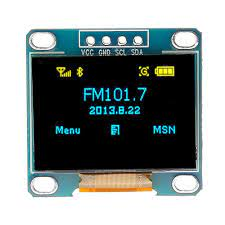 VCC GND SCL SDA
FM101.7
2013.8.22
Menu MSN